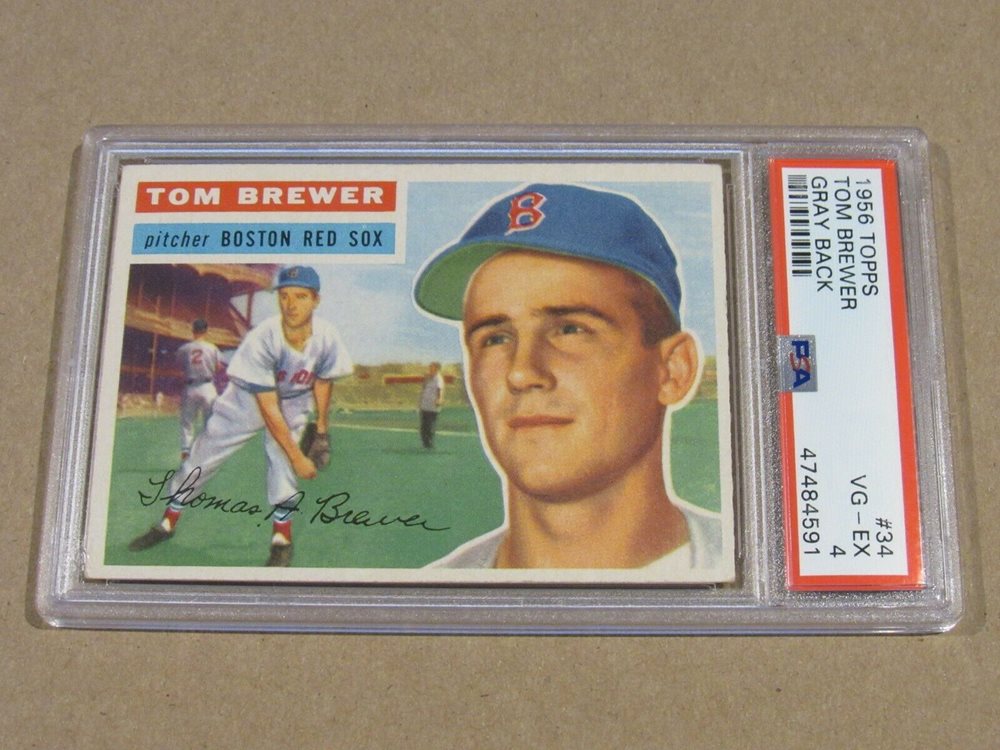 TOM BREWER
pitcher BOSTON RED SOX
B
2
Thomas A. Brewer
1956 TOPPS
TOM BREWER
GRAY BACK
PSA
#34
VG-EX
4
47484591